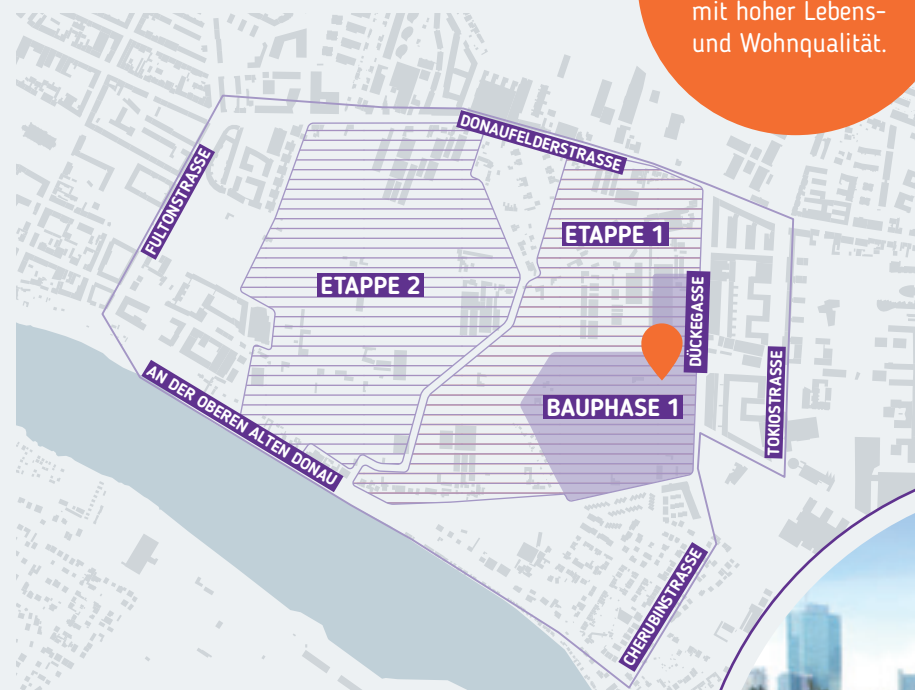 mit hoher Lebens-
und Wohnqualität.
DONAUFELDERSTRASSE
FULTONSTRASSE
ETAPPE 1
ETAPPE 2
DÜCKEGASSE
TOKIOSTRASSE
AN DER OBEREN ALTEN DONAU
BAUPHASE 1
CHERUBINSTRASSE